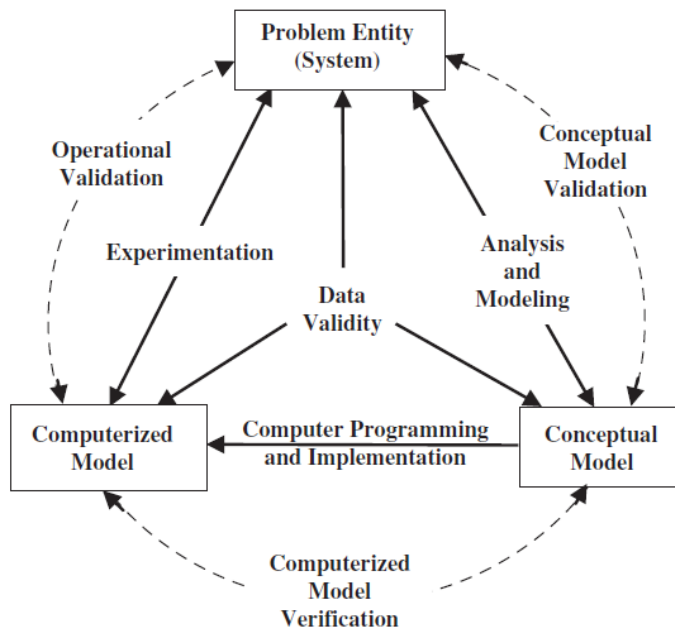 Problem Entity
(System)
Operational
Validation
Conceptual
Model
Validation
Experimentation
Analysis
and
Modeling
Data
Validity
Computerized
Model
Computer Programming
and Implementation
Conceptual
Model
Computerized
Model
Verification